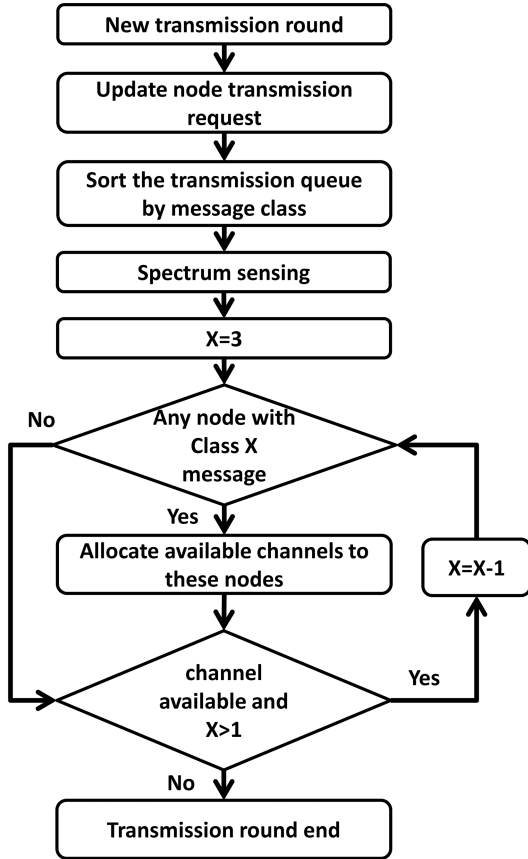 New transmission round
Update node transmission
request
Sort the transmission queue
by message class
Spectrum sensing
X=3
No
Any node with
Class X
message
Yes
Allocate available channels to
these nodes
X=X-1
channel
available and
X>1
Yes
No
Transmission round end